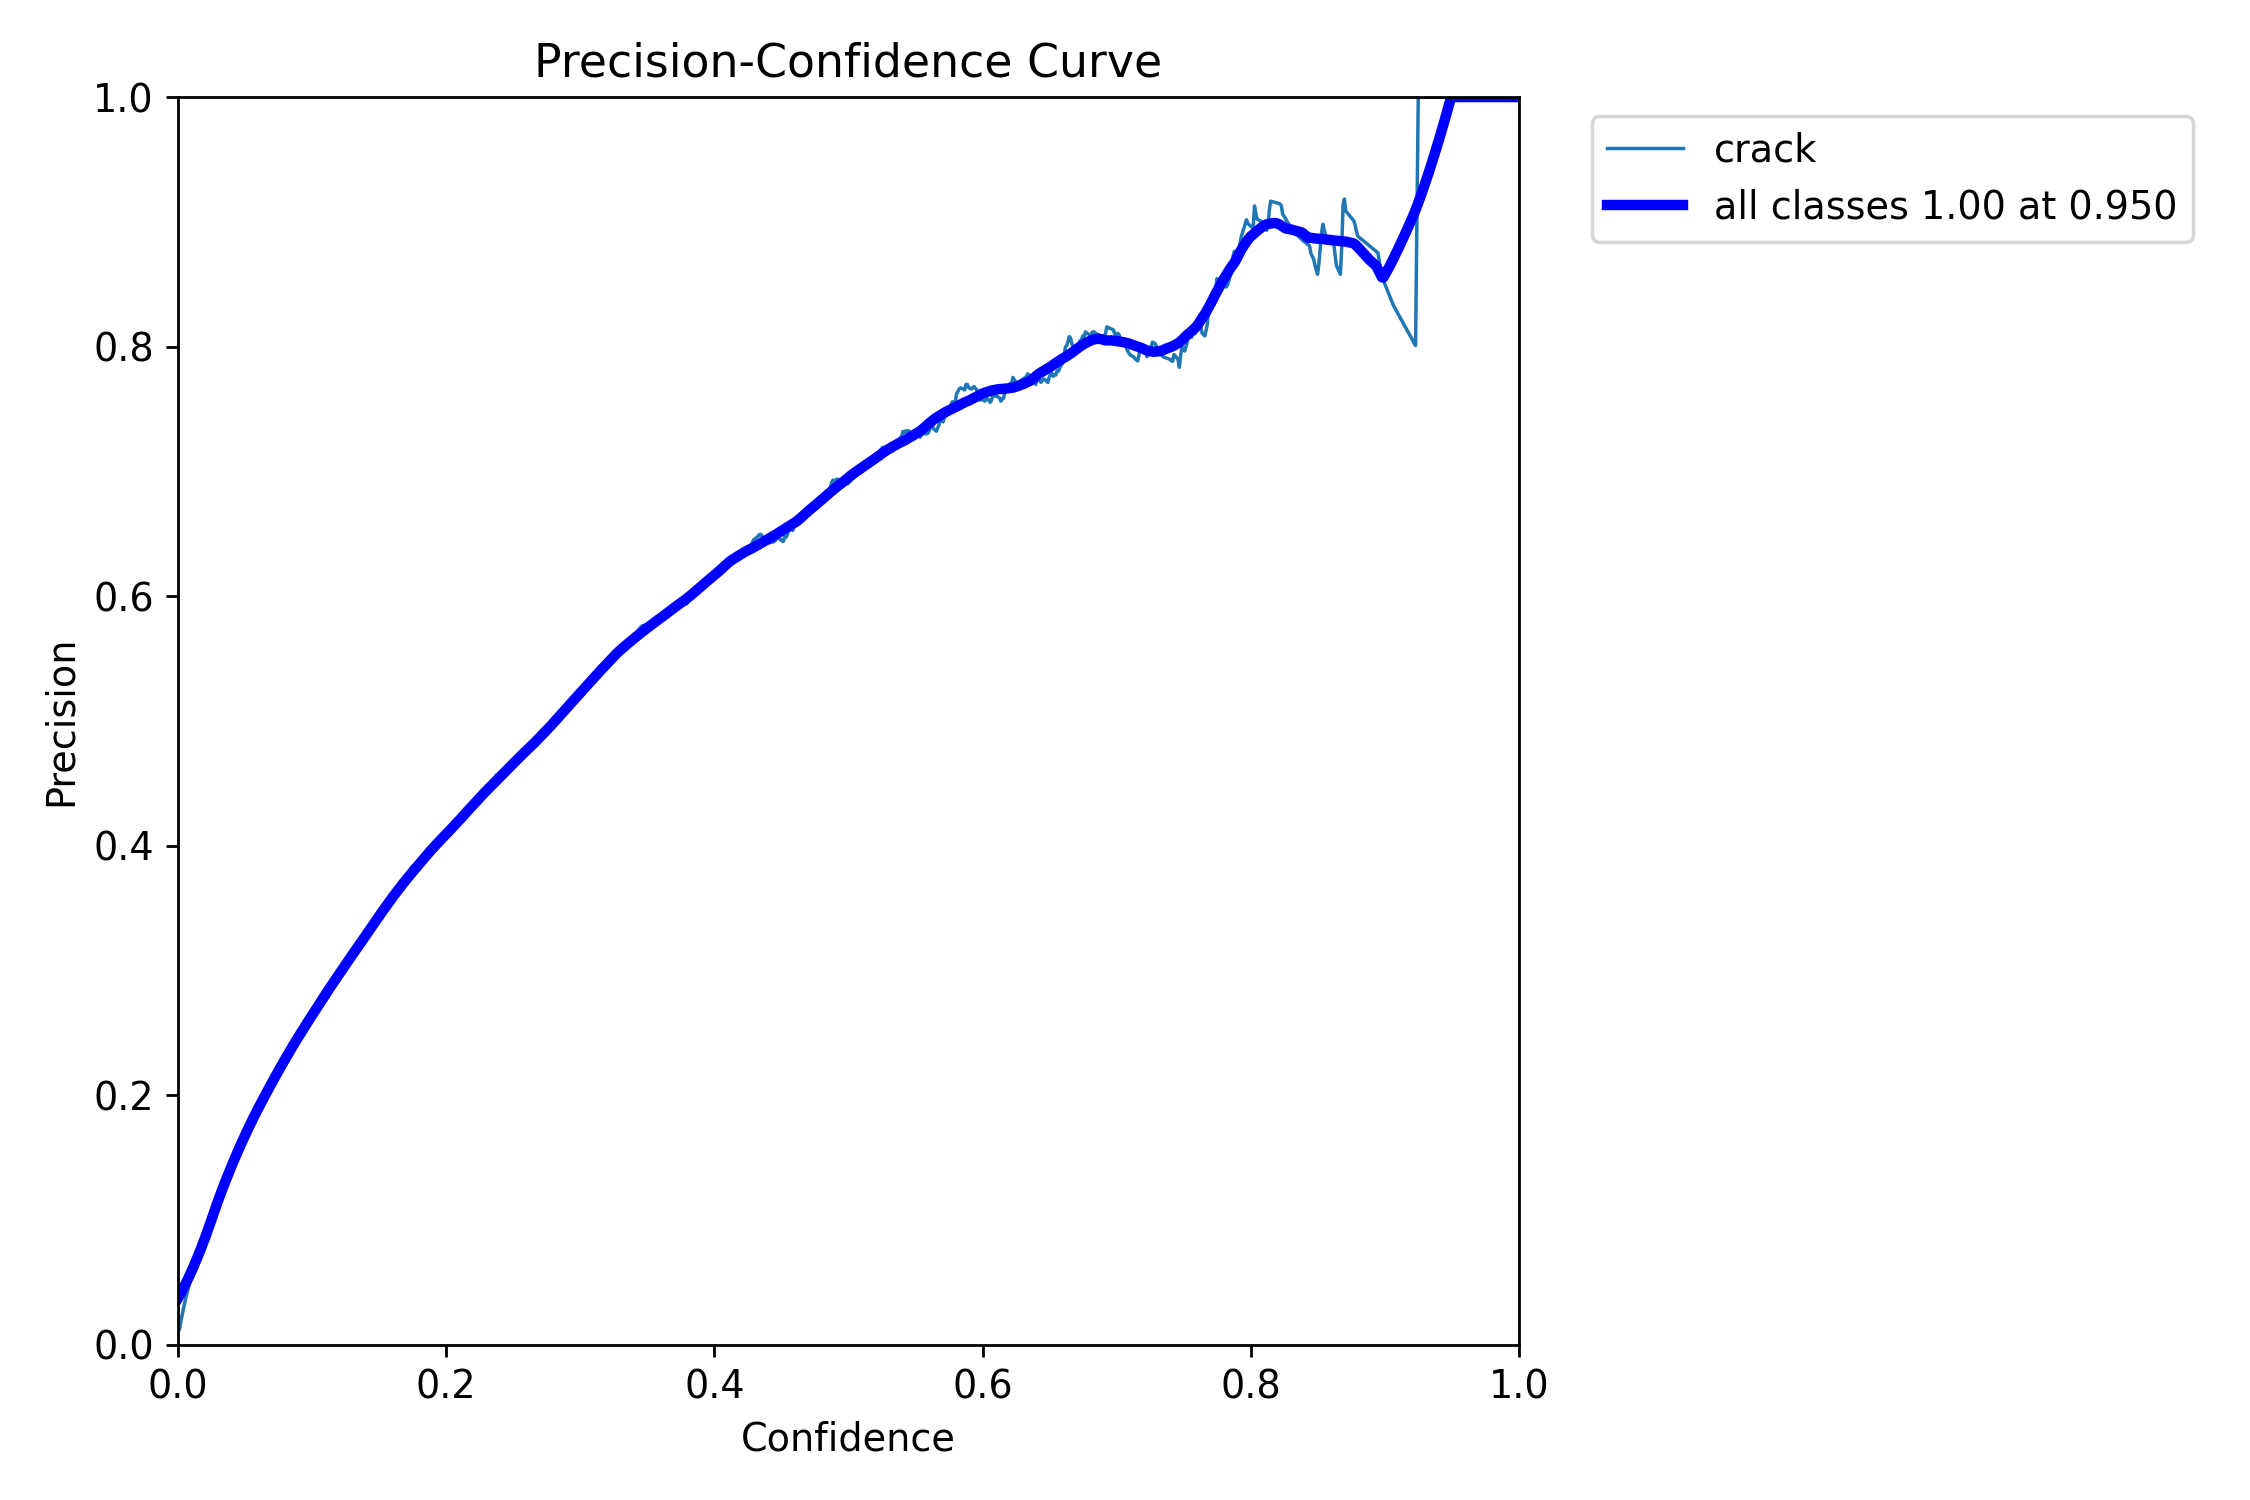 Precision-Confidence Curve
crack
all classes 1.00 at 0.950
Precision
1.0
0.8
0.6
0.4
0.2
0.0
0.0 0.2 0.4 0.6 0.8 1.0
Confidence